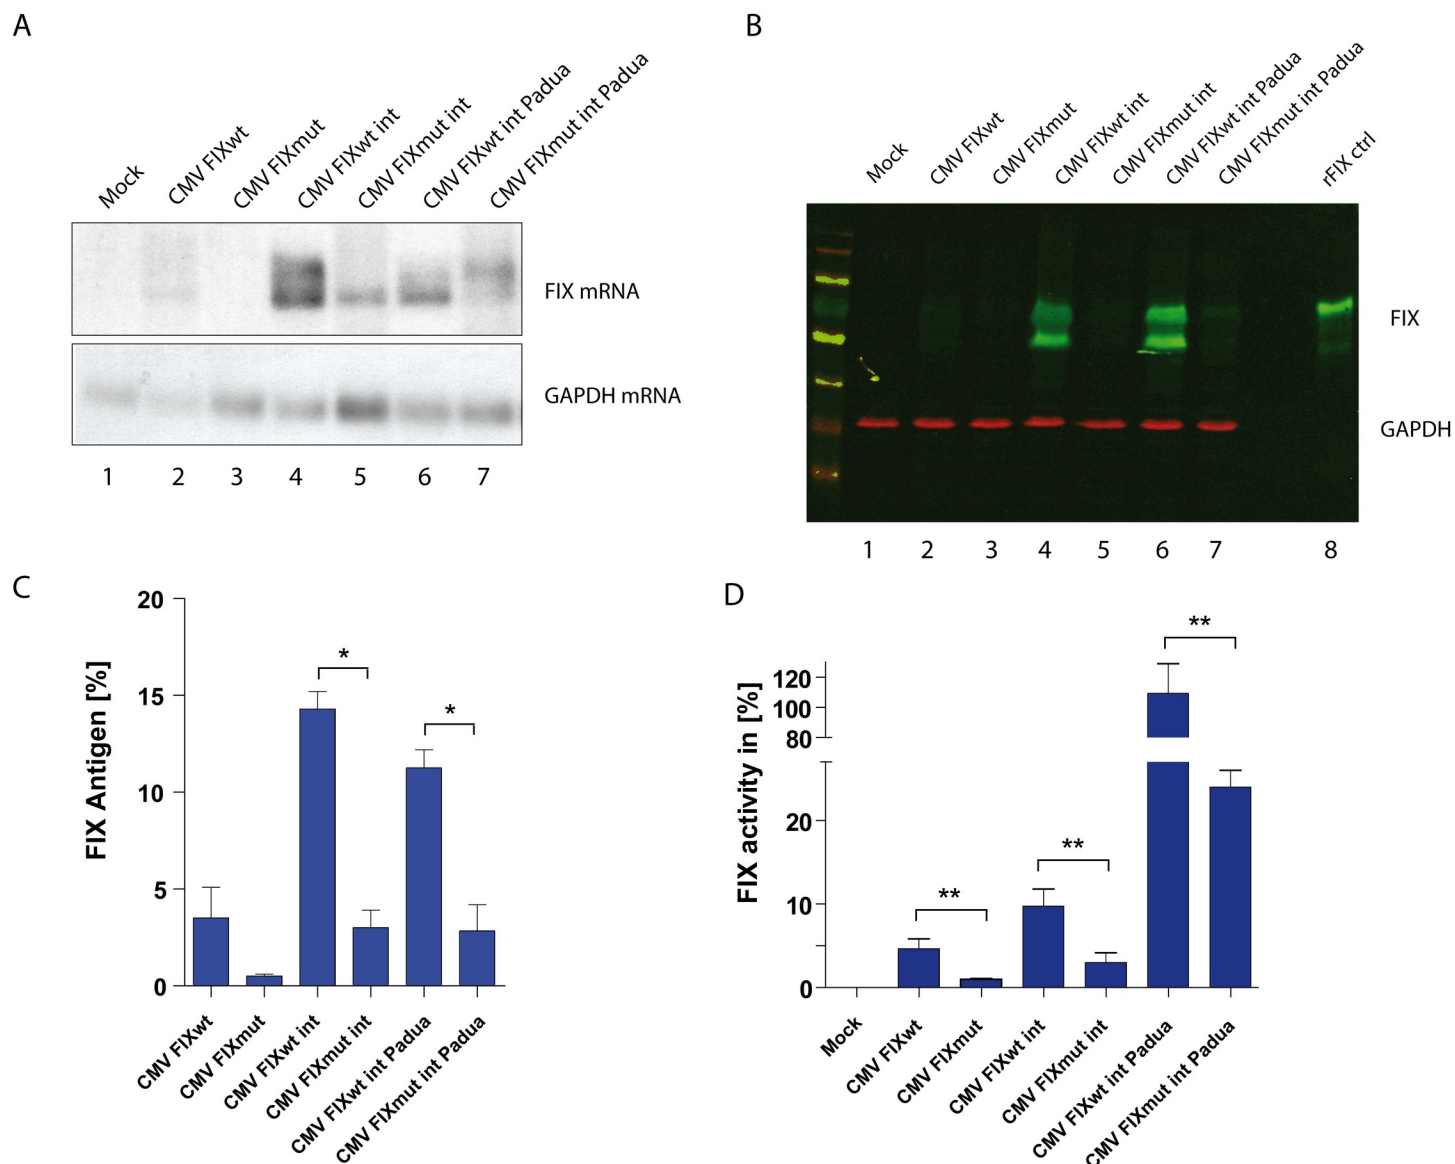 A
Mock
CMV FIXwt
CMV FIXmut
CMV FIXwt int
CMV FIXmut int
CMV FIXwt int Padua
CMV FIXmut int Padua
FIX mRNA
GAPDH mRNA
1 2 3 4 5 6 7
B
Mock
CMV FIXwt
CMV FIXmut
CMV FIXwt int
CMV FIXmut int
CMV FIXwt int Padua
CMV FIXmut int Padua
rFIX ctrl
FIX
GAPDH
1 2 3 4 5 6 7 8
C
FIX Antigen [%]
20
15
10
5
0
*
*
CMV FIXwt
CMV FIXmut
CMV FIXwt int
CMV FIXmut int
CMV FIXwt int Padua
CMV FIXmut int Padua
D
FIX activity in [%]
120
100
80
20
10
0
**
**
**
Mock
CMV FIXwt
CMV FIXmut
CMV FIXwt int
CMV FIXmut int
CMV FIXwt int Padua
CMV FIXmut int Padua